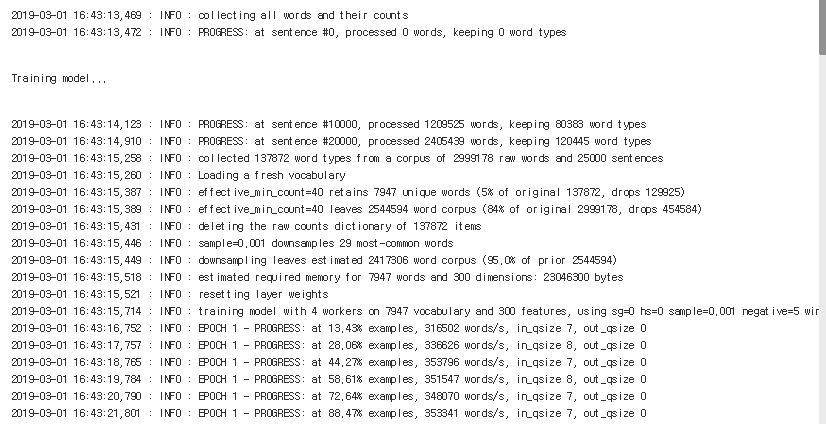 2019-03-01 16:43:13,469 : INFO : collecting all words and their counts
2019-03-01 16:43:13,472 : INFO : PROGRESS: at sentence #0, processed 0 words, keeping 0 word types
Training model...
2019-03-01 16:43:14,123 : INFO : PROGRESS: at sentence #10000, processed 1209525 words, keeping 80383 word types
2019-03-01 16:43:14,910 : INFO : PROGRESS: at sentence #20000, processed 2405439 words, keeping 120445 word types
2019-03-01 16:43:15,258 : INFO : collected 137872 word types from a corpus of 2999178 raw words and 25000 sentences
2019-03-01 16:43:15,260 : INFO : Loading a fresh vocabulary
2019-03-01 16:43:15,387 : INFO : effective_min_count=40 retains 7947 unique words (5% of original 137872, drops 129925)
2019-03-01 16:43:15,389 : INFO : effective_min_count=40 leaves 2544594 word corpus (84% of original 2999178, drops 454584)
2019-03-01 16:43:15,431 : INFO : deleting the raw counts dictionary of 137872 items
2019-03-01 16:43:15,446 : INFO : sample=0.001 downsamples 29 most-common words
2019-03-01 16:43:15,449 : INFO : downsampling leaves estimated 2417306 word corpus (95.0% of prior 2544594)
2019-03-01 16:43:15,518 : INFO : estimated required memory for 7947 words and 300 dimensions: 23046300 bytes
2019-03-01 16:43:15,521 : INFO : resetting layer weights
2019-03-01 16:43:15,714 : INFO : training model with 4 workers on 7947 vocabulary and 300 features, using sg=0 hs=0 sample=0.001 negative=5 win
2019-03-01 16:43:16,752 : INFO : EPOCH 1 - PROGRESS: at 13.43% examples, 316502 words/s, in_qsize 7, out_qsize 0
2019-03-01 16:43:17,757 : INFO : EPOCH 1 - PROGRESS: at 28.06% examples, 336626 words/s, in_qsize 8, out_qsize 0
2019-03-01 16:43:18,765 : INFO : EPOCH 1 - PROGRESS: at 44.27% examples, 353796 words/s, in_qsize 7, out_qsize 0
2019-03-01 16:43:19,784 : INFO : EPOCH 1 - PROGRESS: at 58.61% examples, 351547 words/s, in_qsize 8, out_qsize 0
2019-03-01 16:43:20,790 : INFO : EPOCH 1 - PROGRESS: at 72.64% examples, 348070 words/s, in_qsize 7, out_qsize 0
2019-03-01 16:43:21,801 : INFO : EPOCH 1 - PROGRESS: at 88.47% examples, 353341 words/s, in_qsize 7, out_qsize 0